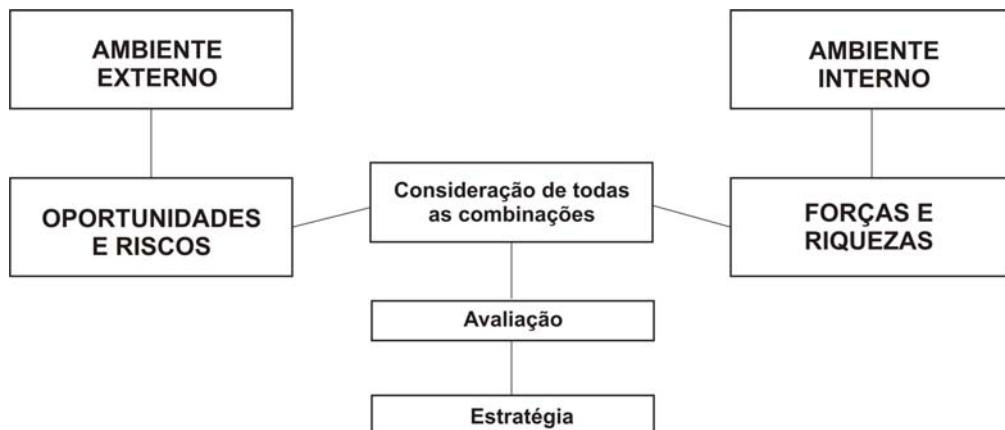 AMBIENTE
EXTERNO
AMBIENTE
INTERNO
OPORTUNIDADES
E RISCOS
Consideração de todas
as combinações
FORÇAS E
RIQUEZAS
Avaliação
Estratégia